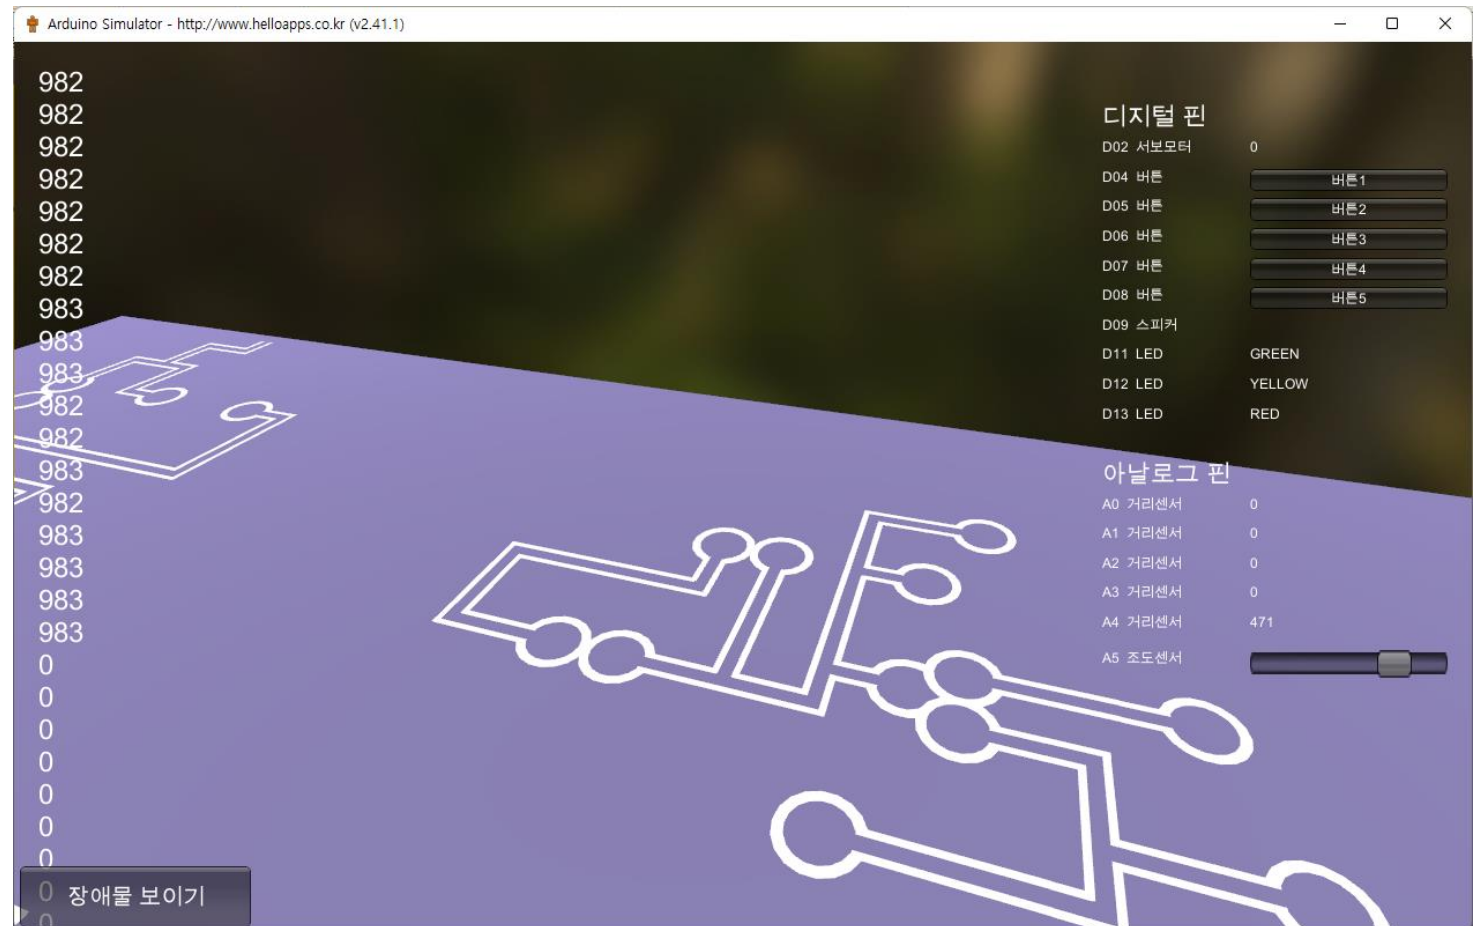 Arduino Simulator - http://www.helloapps.co.kr (v2.41.1)
982
982
982
982
982
982
982
983
983
983
982
982
983
982
983
983
983
983
0
0
0
0
0
0
0
0
0
장애물 보이기
디지털 핀
D02 서보모터 0
D04 버튼 버튼1
D05 버튼 버튼2
D06 버튼 버튼3
D07 버튼 버튼4
D08 버튼 버튼5
D09 스피커
D11 LED GREEN
D12 LED YELLOW
D13 LED RED
아날로그 핀
A0 거리센서 0
A1 거리센서 0
A2 거리센서 0
A3 거리센서 0
A4 거리센서 471
A5 조도센서